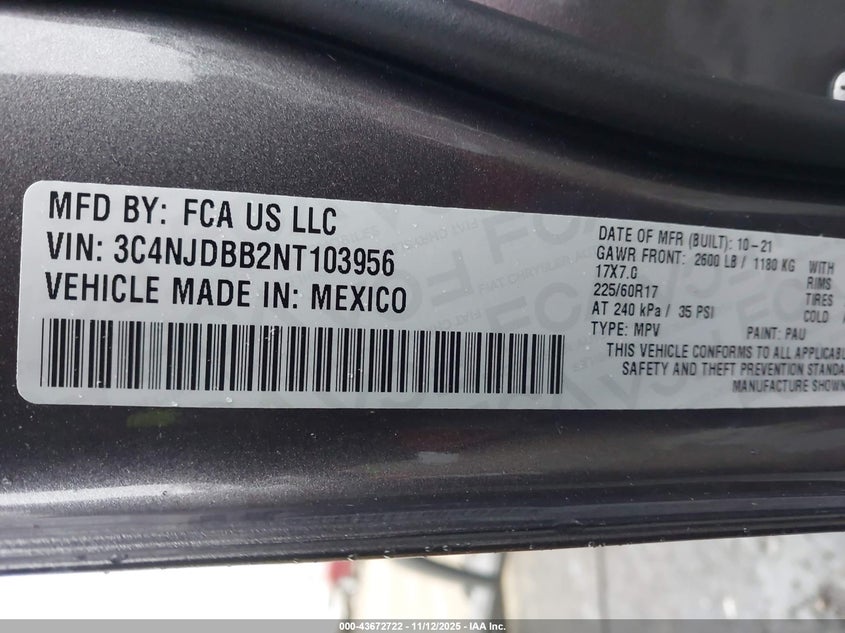 MFD BY: FCA US LLC
VIN: 3C4NJDBB2NT103956
VEHICLE MADE IN: MEXICO
DATE OF MFR (BUILT): 10-21
GAWR FRONT: 2600 LB / 1180 KG WITH
17X7.0 RIMS
225/60R17 TIRES
AT 240 kPa / 35 PSI COLD
TYPE: MPV PAINT: PAU
THIS VEHICLE CONFORMS TO ALL
SAFETY AND THEFT PREVENTION
MANUFACTURE
000-43672722 - 11/12/2025 - IAA Inc.